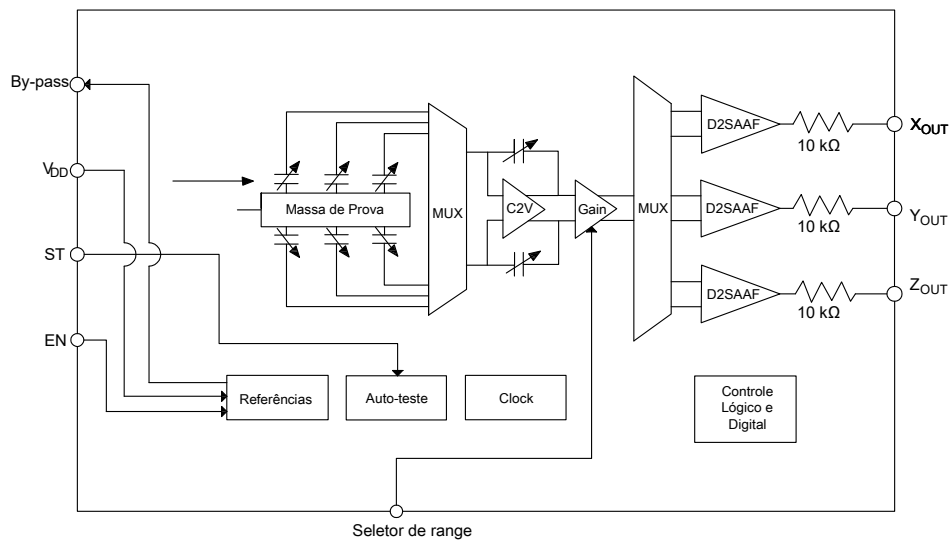 By-pass
VDD
ST
EN
Massa de Prova
MUX
C2V
Gain
MUX
D2SAAF
10 kΩ
XOUT
D2SAAF
10 kΩ
YOUT
D2SAAF
10 kΩ
ZOUT
Referências
Auto-teste
Clock
Controle
Lógico e
Digital
Seletor de range